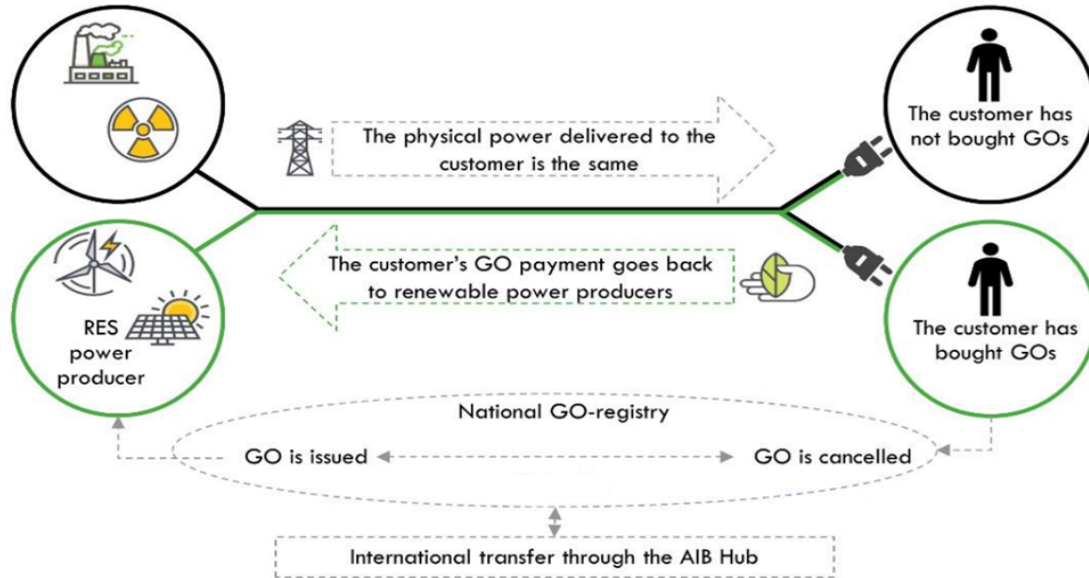 The customer has
not bought GOs
The physical power delivered to the
customer is the same
The customer's GO payment goes back
to renewable power producers
RES
power
producer
The customer has
bought GOs
National GO-registry
GO is issued
GO is cancelled
International transfer through the AIB Hub